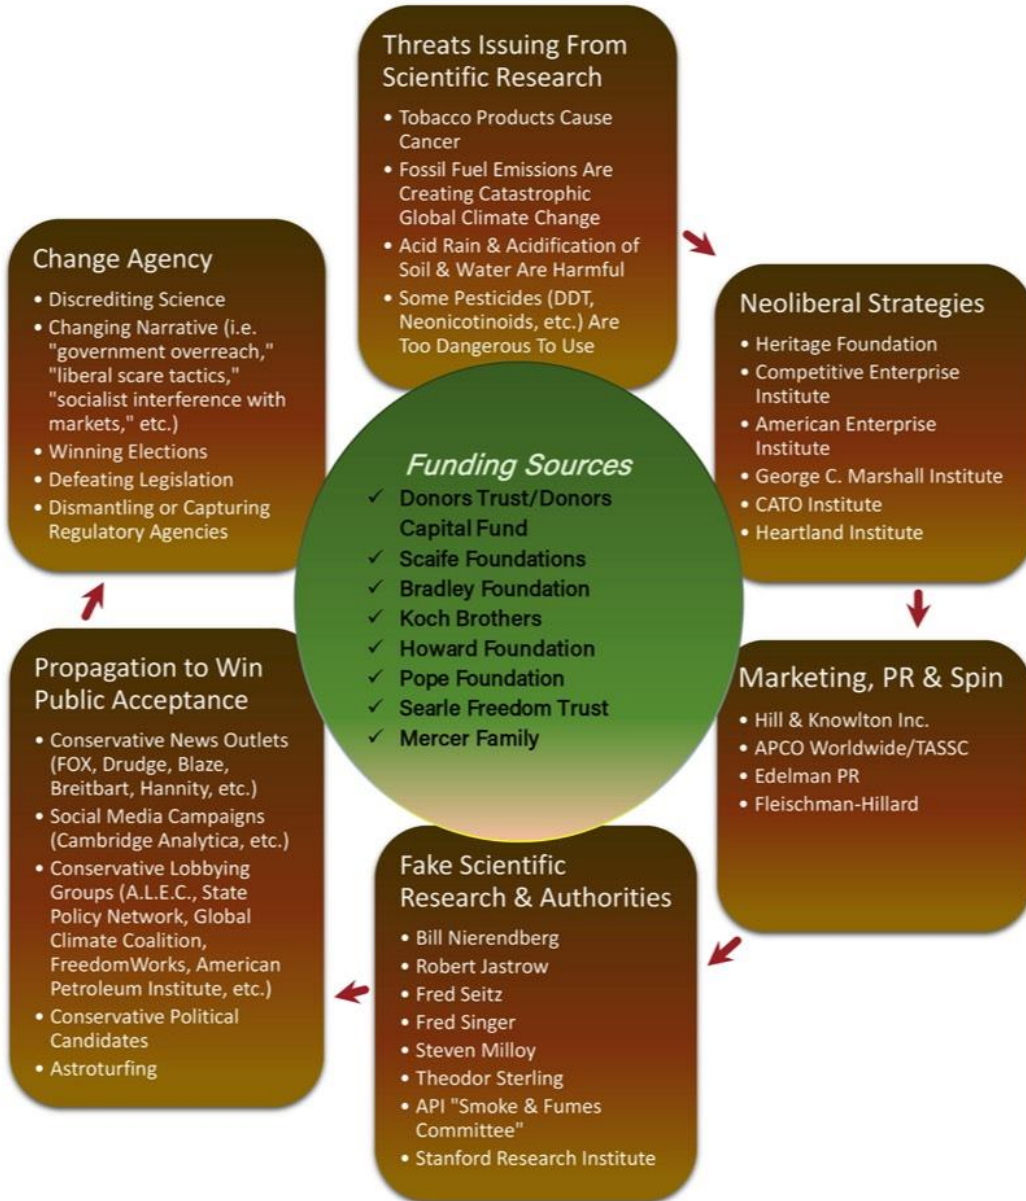 Threats Issuing From
Scientific Research
• Tobacco Products Cause
Cancer
• Fossil Fuel Emissions Are
Creating Catastrophic
Global Climate Change
• Acid Rain & Acidification of
Soil & Water Are Harmful
• Some Pesticides (DDT,
Neonicotinoids, etc.) Are
Too Dangerous To Use
Neoliberal Strategies
• Heritage Foundation
• Competitive Enterprise
Institute
• American Enterprise
Institute
• George C. Marshall Institute
• CATO Institute
• Heartland Institute
Marketing, PR & Spin
• Hill & Knowlton Inc.
• APCO Worldwide/TASSC
• Edelman PR
• Fleischman-Hillard
Fake Scientific
Research & Authorities
• Bill Nierendberg
• Robert Jastrow
• Fred Seitz
• Fred Singer
• Steven Milloy
• Theodor Sterling
• API "Smoke & Fumes
Committee"
• Stanford Research Institute
Propagation to Win
Public Acceptance
• Conservative News Outlets
(FOX, Drudge, Blaze,
Breitbart, Hannity, etc.)
• Social Media Campaigns
(Cambridge Analytica, etc.)
• Conservative Lobbying
Groups (A.L.E.C., State
Policy Network, Global
Climate Coalition,
FreedomWorks, American
Petroleum Institute, etc.)
• Conservative Political
Candidates
• Astroturfing
Change Agency
• Discrediting Science
• Changing Narrative (i.e.
"government overreach,"
"liberal scare tactics,"
"socialist interference with
markets," etc.)
• Winning Elections
• Defeating Legislation
• Dismantling or Capturing
Regulatory Agencies
Funding Sources
✓ Donors Trust/Donors
Capital Fund
✓ Scaife Foundations
✓ Bradley Foundation
✓ Koch Brothers
✓ Howard Foundation
✓ Pope Foundation
✓ Searle Freedom Trust
✓ Mercer Family